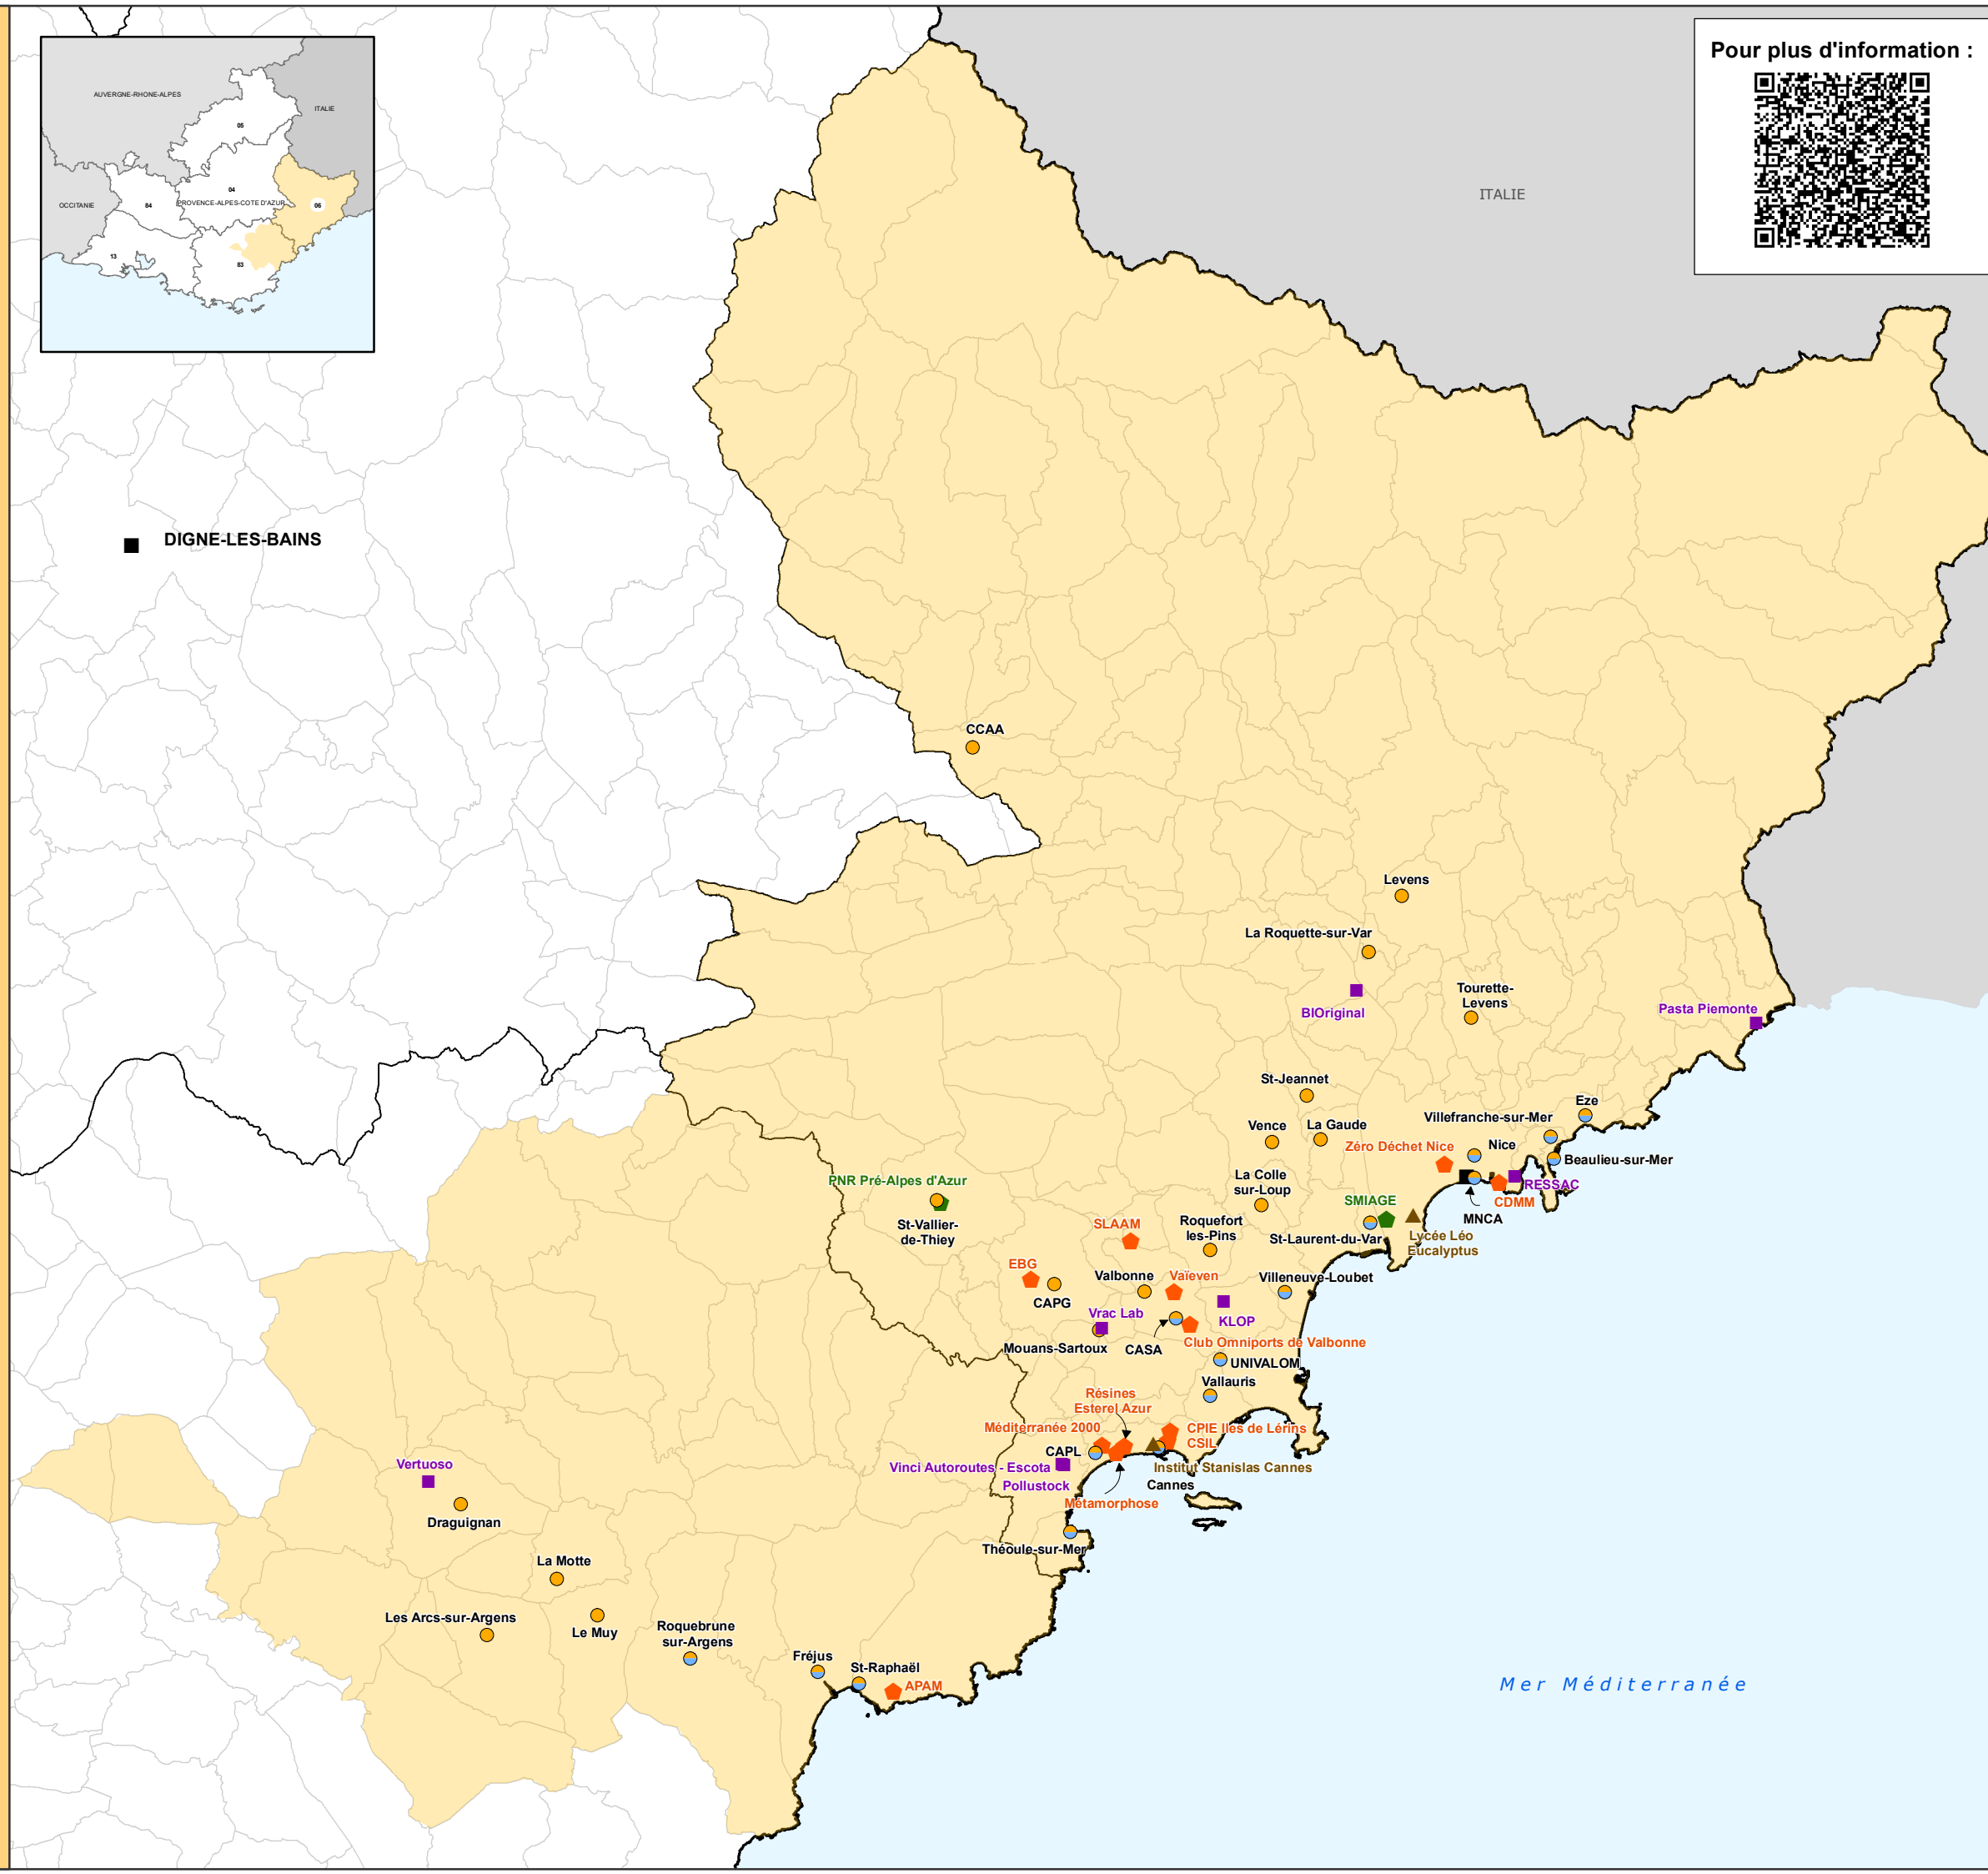 Pour plus d'information :
AUVERGNE-RHONE-ALPES
ITALIE
05
04
PROVENCE-ALPES-COTE D'AZUR
OCCITANIE
84
06
13
83
ITALIE
DIGNE-LES-BAINS
CCAA
Levens
La Roquette-sur-Var
BIOriginal
Tourette-
Levens
Pasta Piemonte
St-Jeannet
Vence
La Gaude
Eze
Villefranche-sur-Mer
Nice
Zéro Déchet Nice
Beaulieu-sur-Mer
RESSAC
CDMM
MNCA
PNR Pré-Alpes d'Azur
St-Vallier-
de-Thiey
La Colle
sur-Loup
SMIAGE
St-Laurent-du-Var
Lycée Léo
Eucalyptus
SLAAM
Roquefort
les-Pins
EBG
CAPG
Valbonne
Vaïeven
Villeneuve-Loubet
Vrac Lab
KLOP
Mouans-Sartoux
CASA
Club Omniports de Valbonne
UNIVALOM
Vallauris
Résines
Esterel Azur
Méditerranée 2000
CPIE Iles de Lérins
CSIL
CAPL
Vinci Autoroutes - Escota
Institut Stanislas Cannes
Pollustock
Cannes
Métamorphose
Théoule-sur-Mer
Vertuoso
Draguignan
La Motte
Les Arcs-sur-Argens
Le Muy
Roquebrune
sur-Argens
Fréjus
St-Raphaël
APAM
Mer Méditerranée